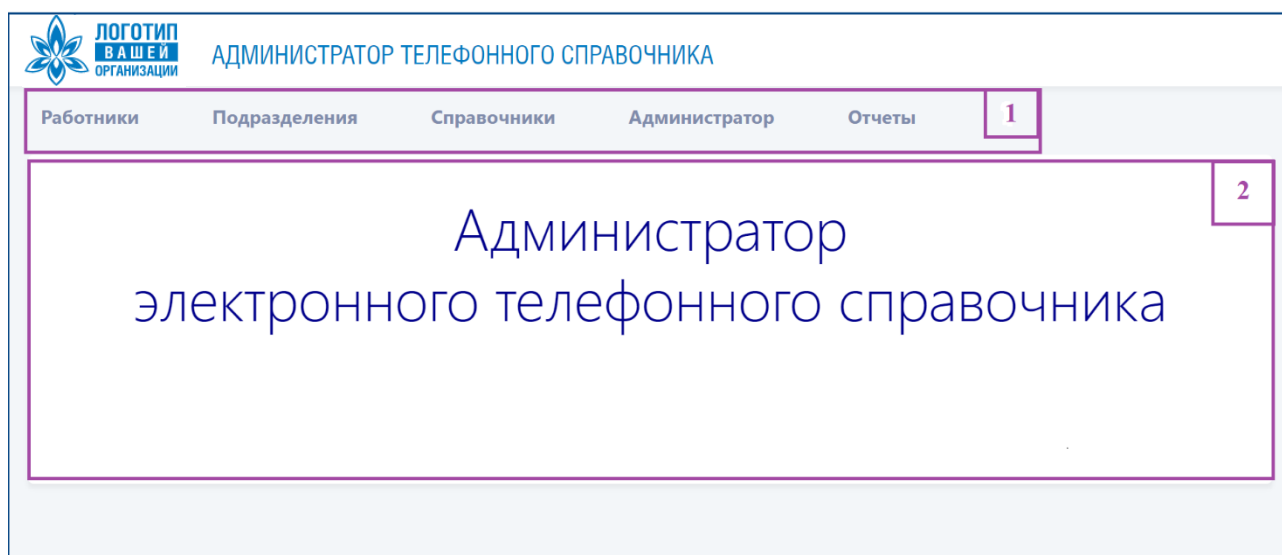 ЛОГОТИП
ВАШЕЙ
ОРГАНИЗАЦИИ
АДМИНИСТРАТОР ТЕЛЕФОННОГО СПРАВОЧНИКА
Работники Подразделения Справочники Администратор Отчеты 1
2
Администратор
электронного телефонного справочника